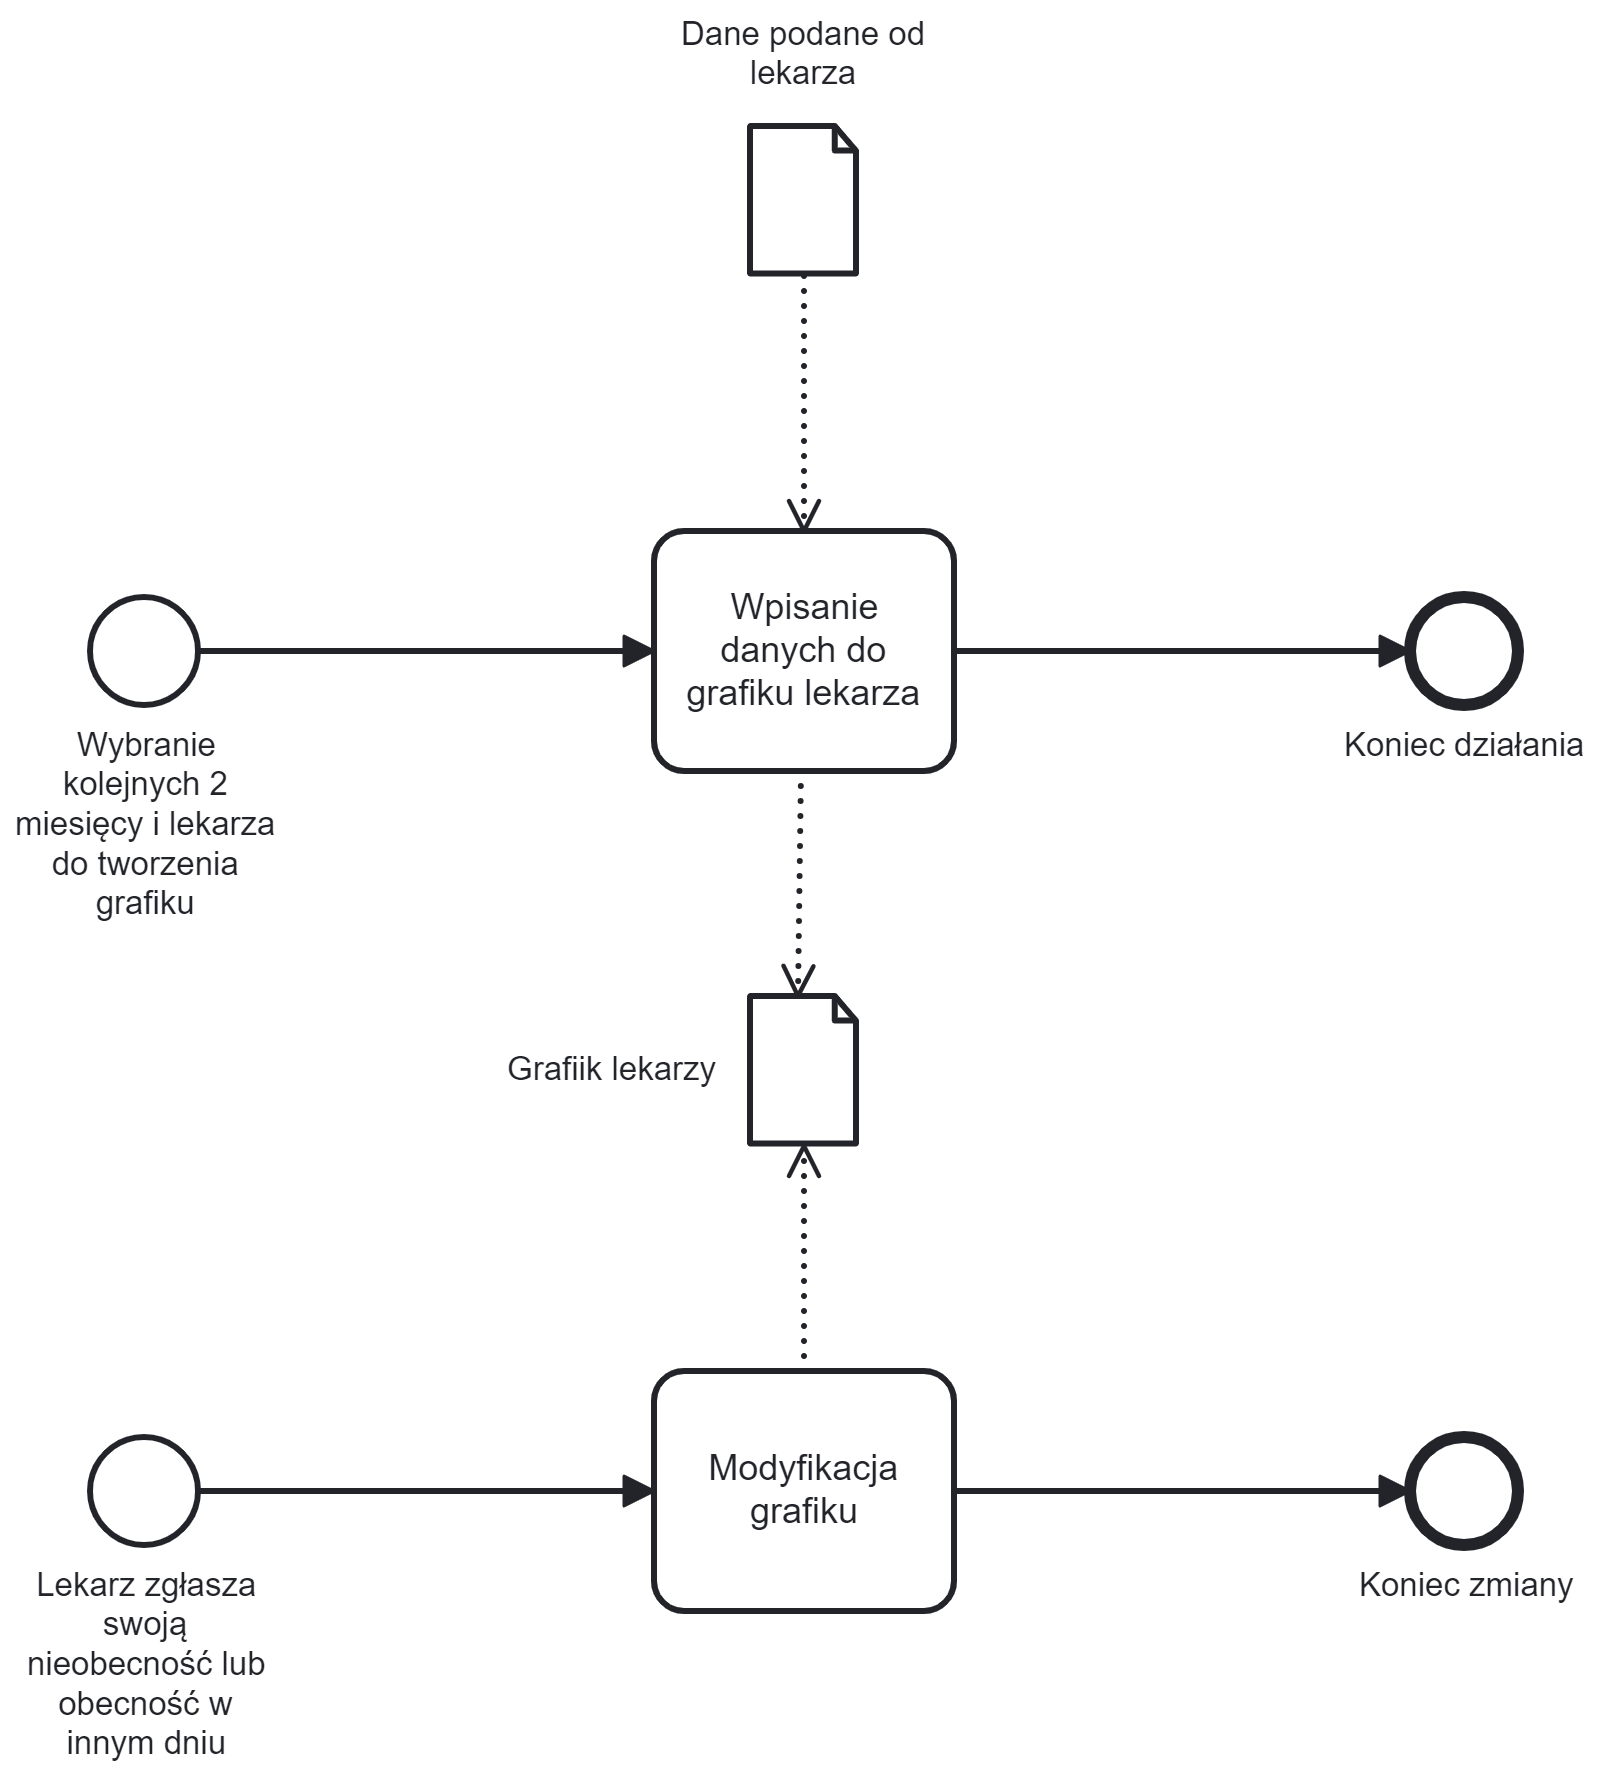 Dane podane od
lekarza
Wpisanie
danych do
grafiku lekarza
Wybranie
kolejnych 2
miesięcy i lekarza
do tworzenia
grafiku
Koniec działania
Grafiik lekarzy
Modyfikacja
grafiku
Lekarz zgłasza
swoją
nieobecność lub
obecność w
innym dniu
Koniec zmiany